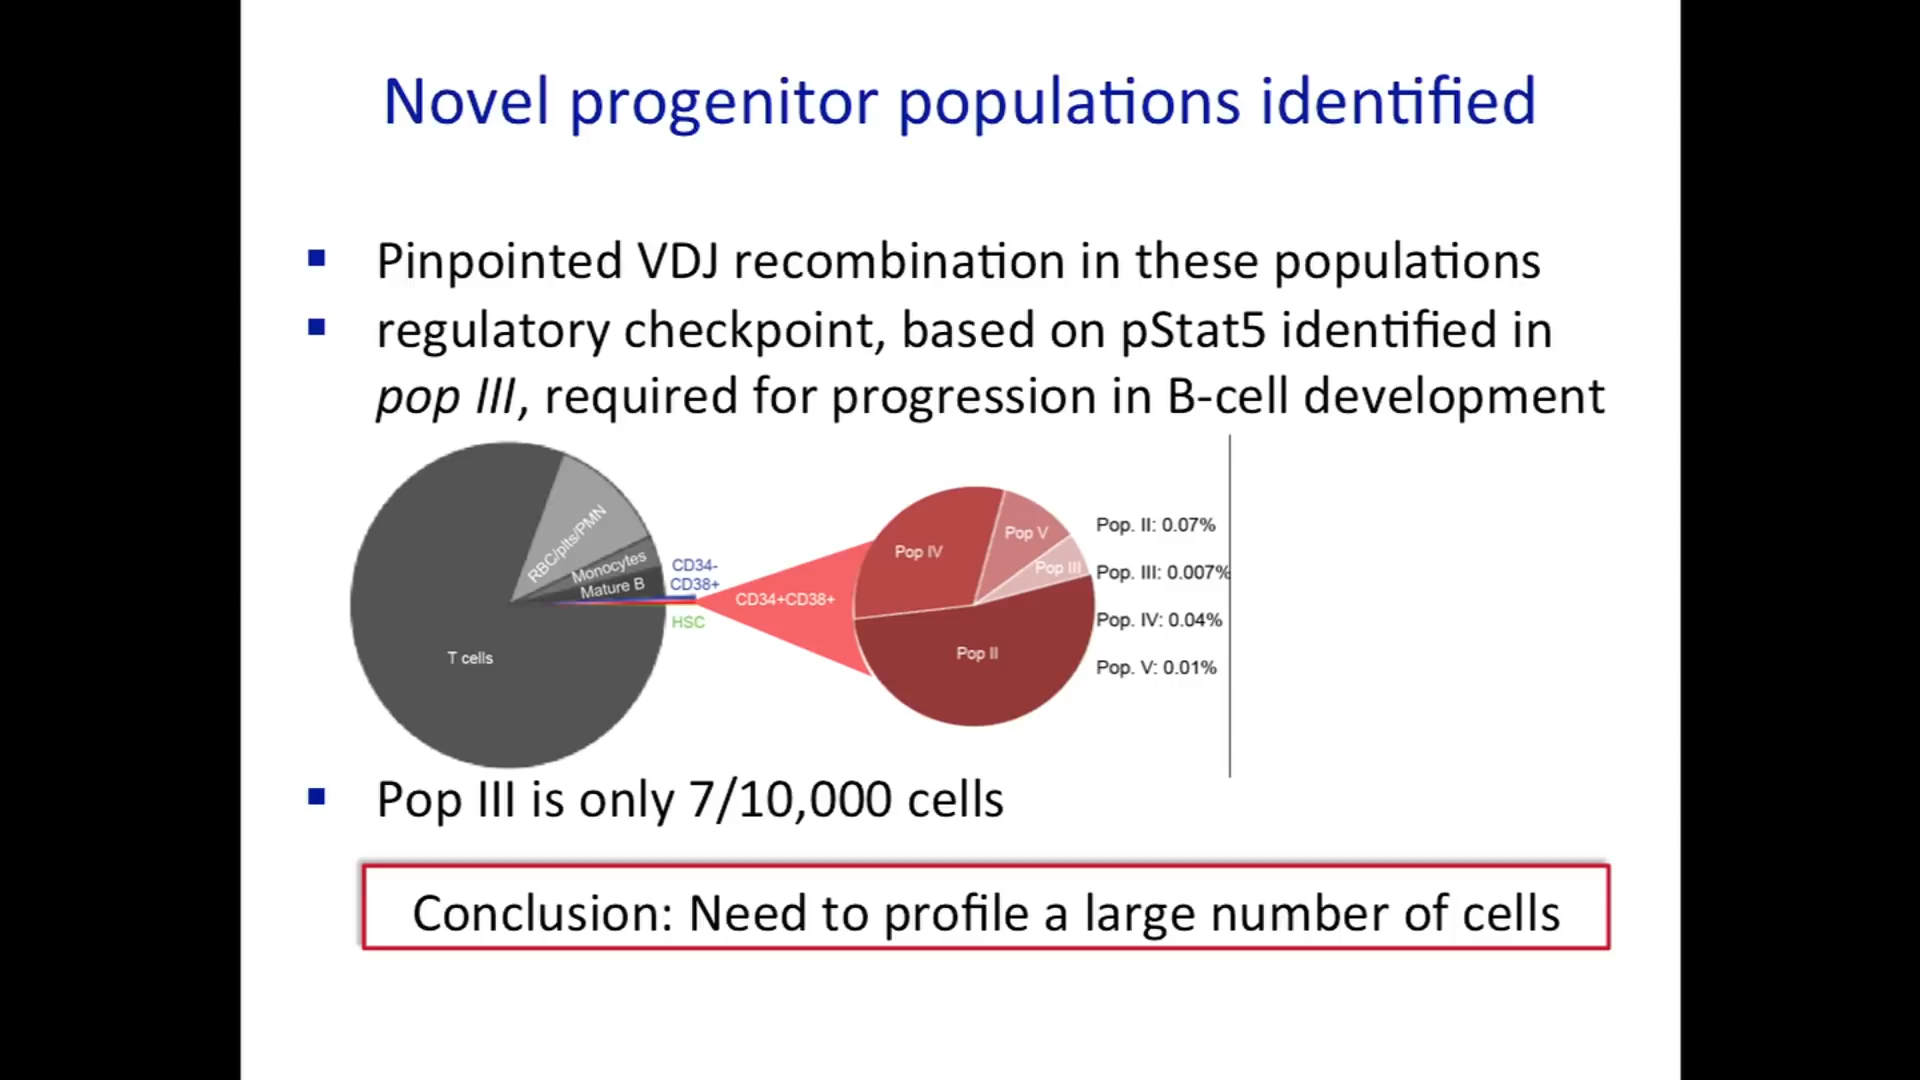 Novel progenitor populations identified
▪ Pinpointed VDJ recombination in these populations
▪ regulatory checkpoint, based on pStat5 identified in
pop III, required for progression in B-cell development
RBC/plts/PMN
Monocytes
Mature B
T cells
CD34-
CD38+
HSC
CD34+CD38+
Pop IV
Pop V
Pop III
Pop II
Pop. II: 0.07%
Pop. III: 0.007%
Pop. IV: 0.04%
Pop. V: 0.01%
▪ Pop III is only 7/10,000 cells
Conclusion: Need to profile a large number of cells